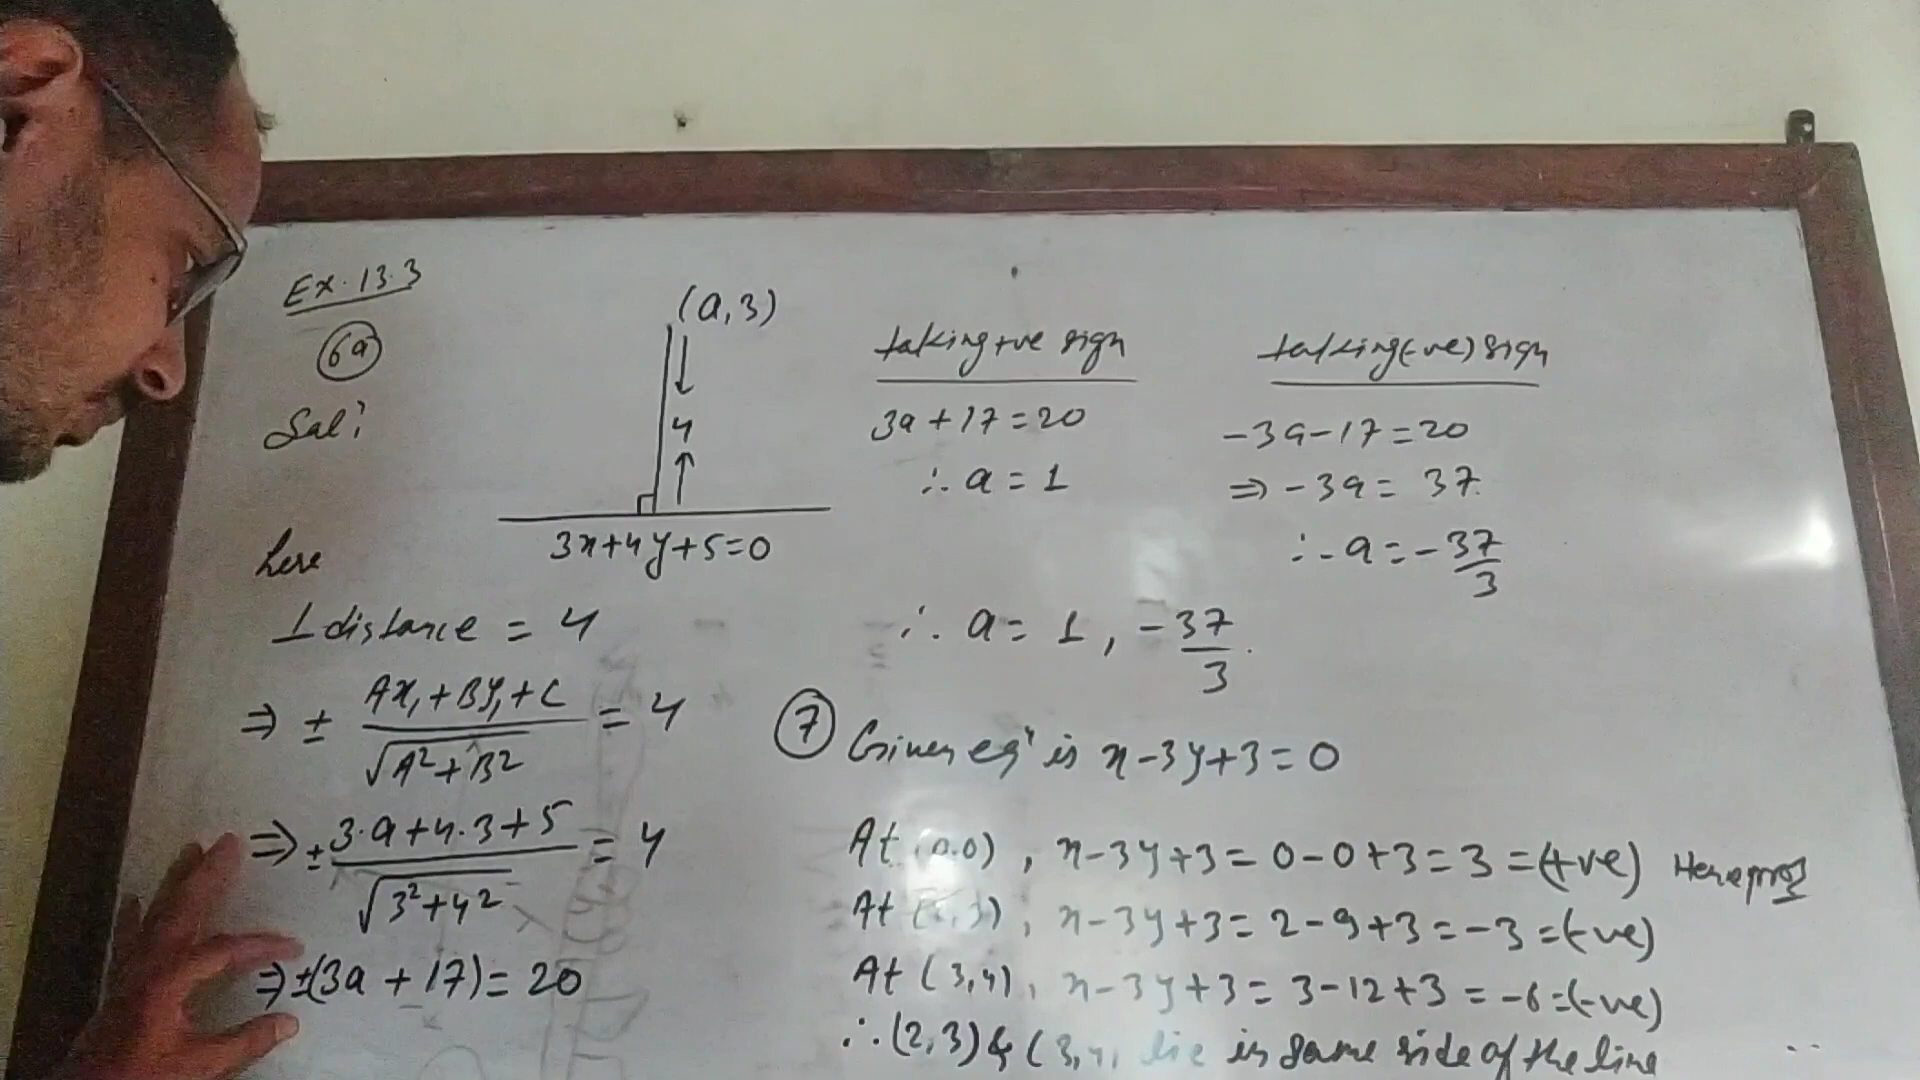 Ex. 13.3
6a
Sol:
(a,3)
4
3x+4y+5=0
here
⊥distance = 4
⇒ ± Ax₁+By₁+C / √A²+B² = 4
⇒ ± 3·a+4·3+5 / √3²+4² = 4
⇒ ±(3a + 17) = 20
taking +ve sign
3a + 17 = 20
∴ a = 1
taking (-ve) sign
-3a-17 = 20
⇒ -3a = 37
∴ a = -37/3
∴ a = 1, -37/3.
7 Given eqⁿ is x-3y+3=0
At (0,0), x-3y+3 = 0-0+3 = 3 = (+ve)
At (2,3), x-3y+3 = 2-9+3 = -3 = (-ve)
At (3,4), x-3y+3 = 3-12+3 = -6 = (-ve)
∴ (2,3) & (3,4, lie in same side of the line